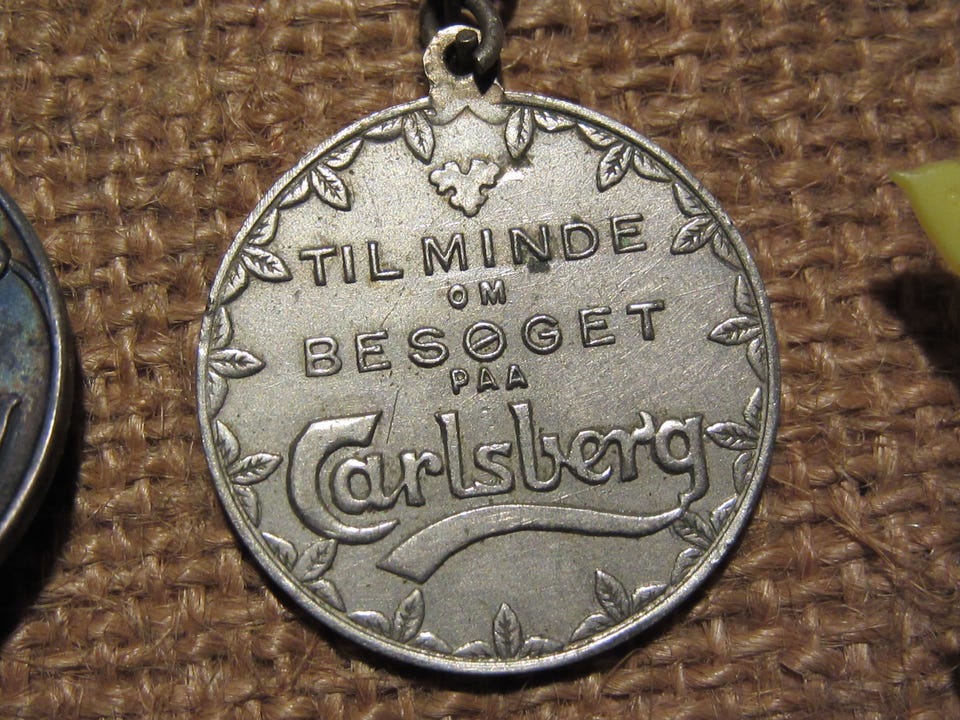 TIL MINDE
OM
BESØGET
PAA
Carlsberg